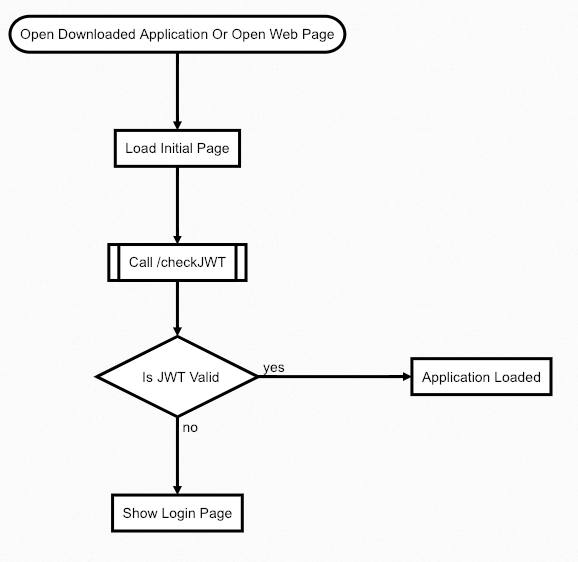 Open Downloaded Application Or Open Web Page
Load Initial Page
Call /checkJWT
Is JWT Valid
yes
Application Loaded
no
Show Login Page